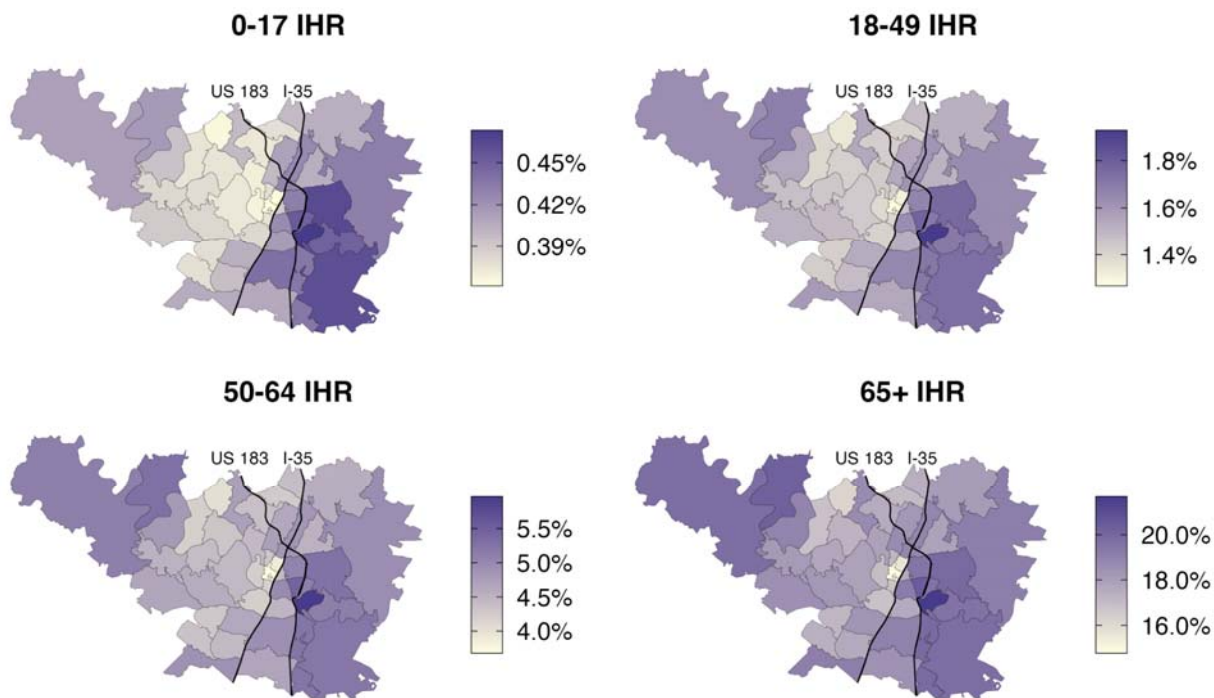 0-17 IHR
US 183 I-35
0.45%
0.42%
0.39%
18-49 IHR
US 183 I-35
1.8%
1.6%
1.4%
50-64 IHR
US 183 I-35
5.5%
5.0%
4.5%
4.0%
65+ IHR
US 183 I-35
20.0%
18.0%
16.0%